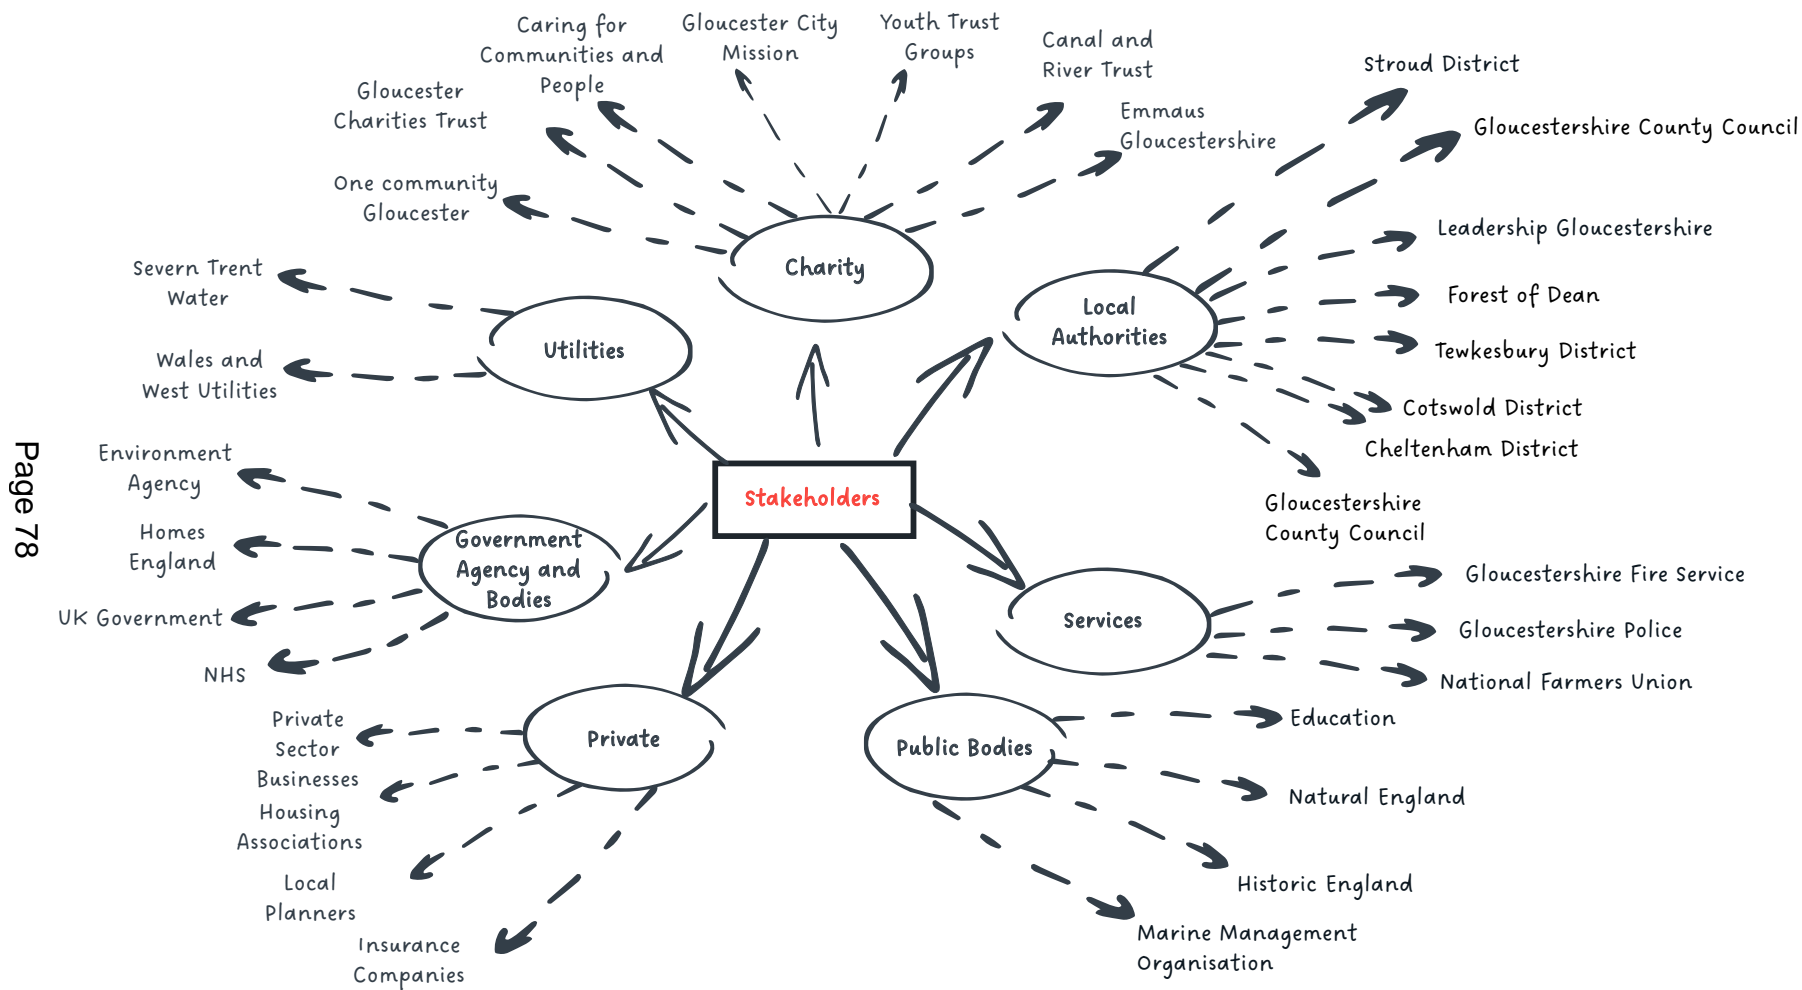 Caring for
Communities and
People
Gloucester City
Mission
Youth Trust
Groups
Canal and
River Trust
Emmaus
Gloucestershire
Gloucester
Charities Trust
One community
Gloucester
Charity
Stroud District
Gloucestershire County Council
Leadership Gloucestershire
Forest of Dean
Tewkesbury District
Cotswold District
Cheltenham District
Gloucestershire
County Council
Local
Authorities
Severn Trent
Water
Wales and
West Utilities
Utilities
Stakeholders
Environment
Agency
Homes
England
UK Government
NHS
Government
Agency and
Bodies
Services
Gloucestershire Fire Service
Gloucestershire Police
National Farmers Union
Private
Sector
Businesses
Housing
Associations
Local
Planners
Insurance
Companies
Private
Public Bodies
Education
Natural England
Historic England
Marine Management
Organisation
Page 78